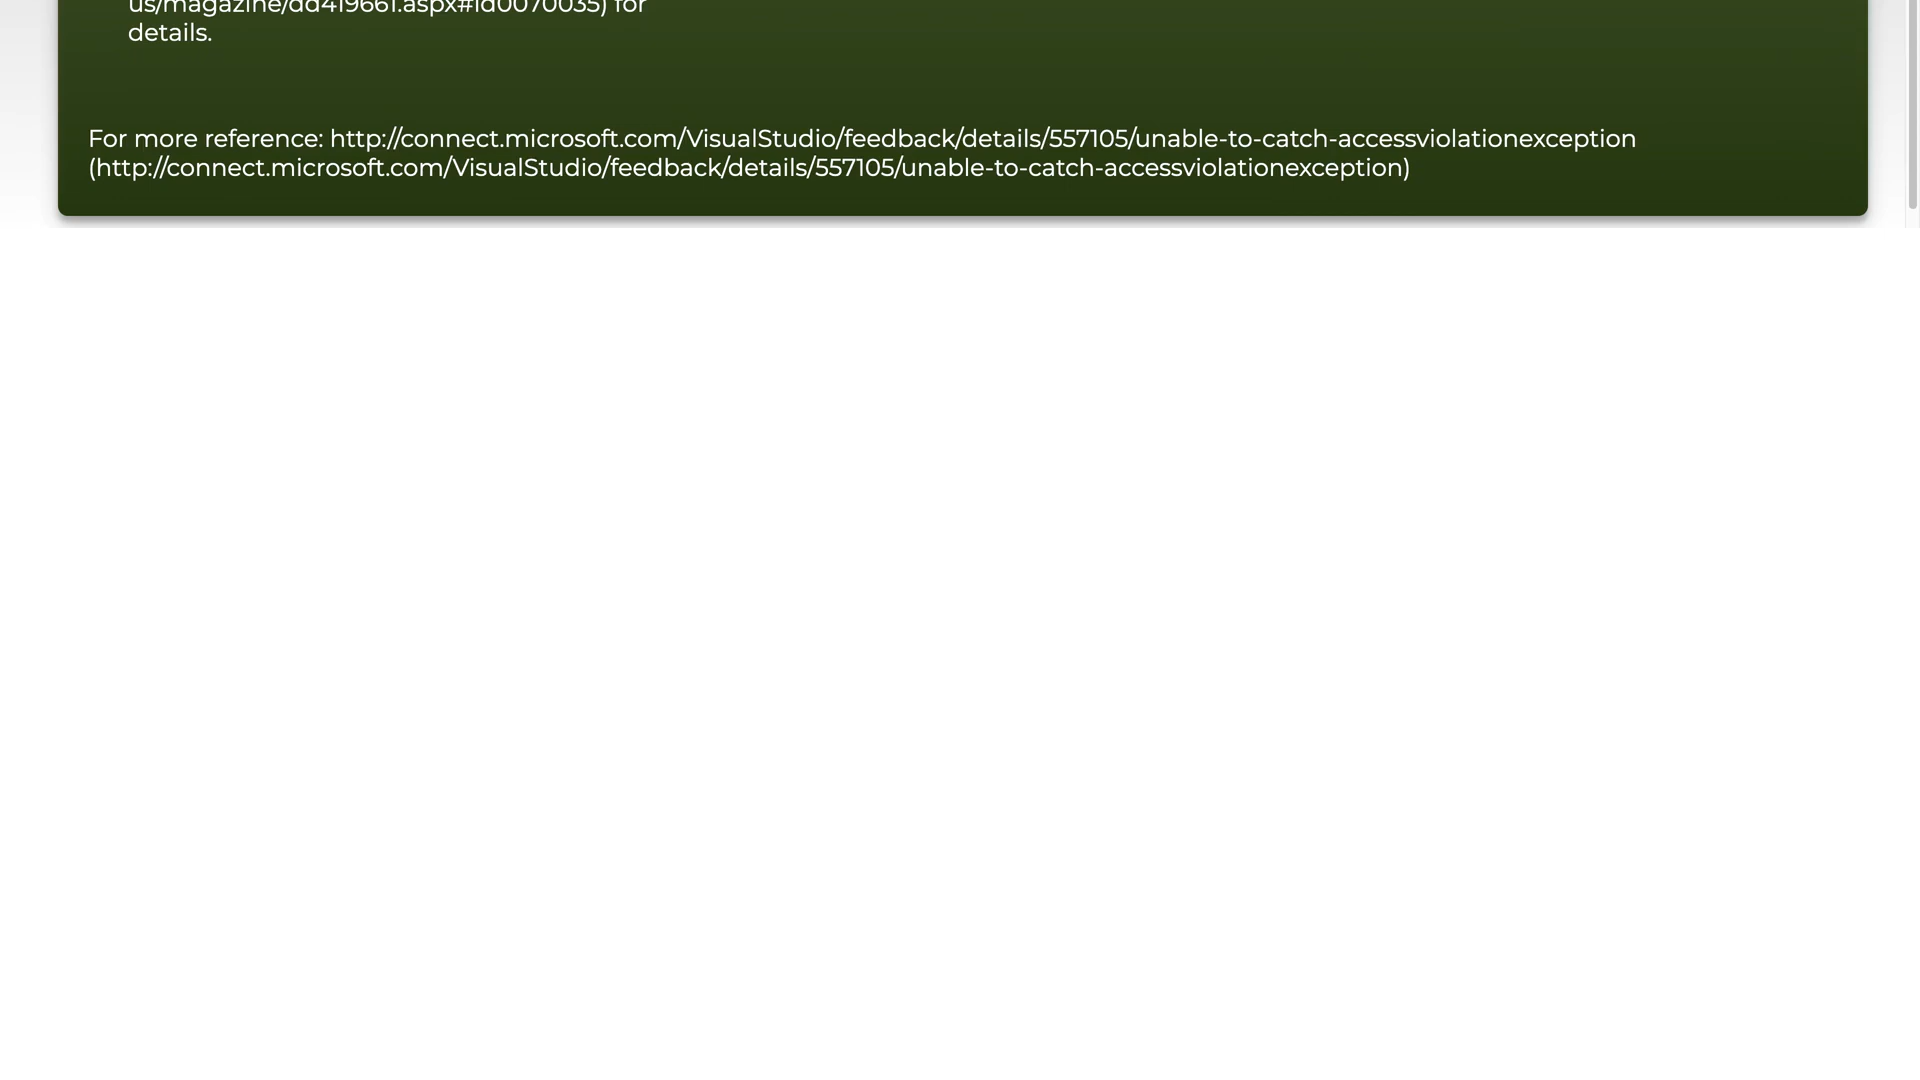 us/magazine/dd419661.aspx#id0070035) for
details.
For more reference: http://connect.microsoft.com/VisualStudio/feedback/details/557105/unable-to-catch-accessviolationexception
(http://connect.microsoft.com/VisualStudio/feedback/details/557105/unable-to-catch-accessviolationexception)